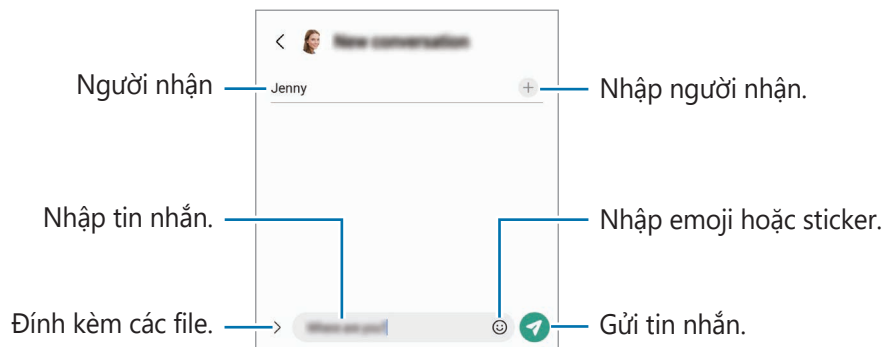 New conversation
Người nhận
Jenny
Nhập người nhận.
Nhập tin nhắn.
Nhập emoji hoặc sticker.
Đính kèm các file.
Where are you?
Gửi tin nhắn.